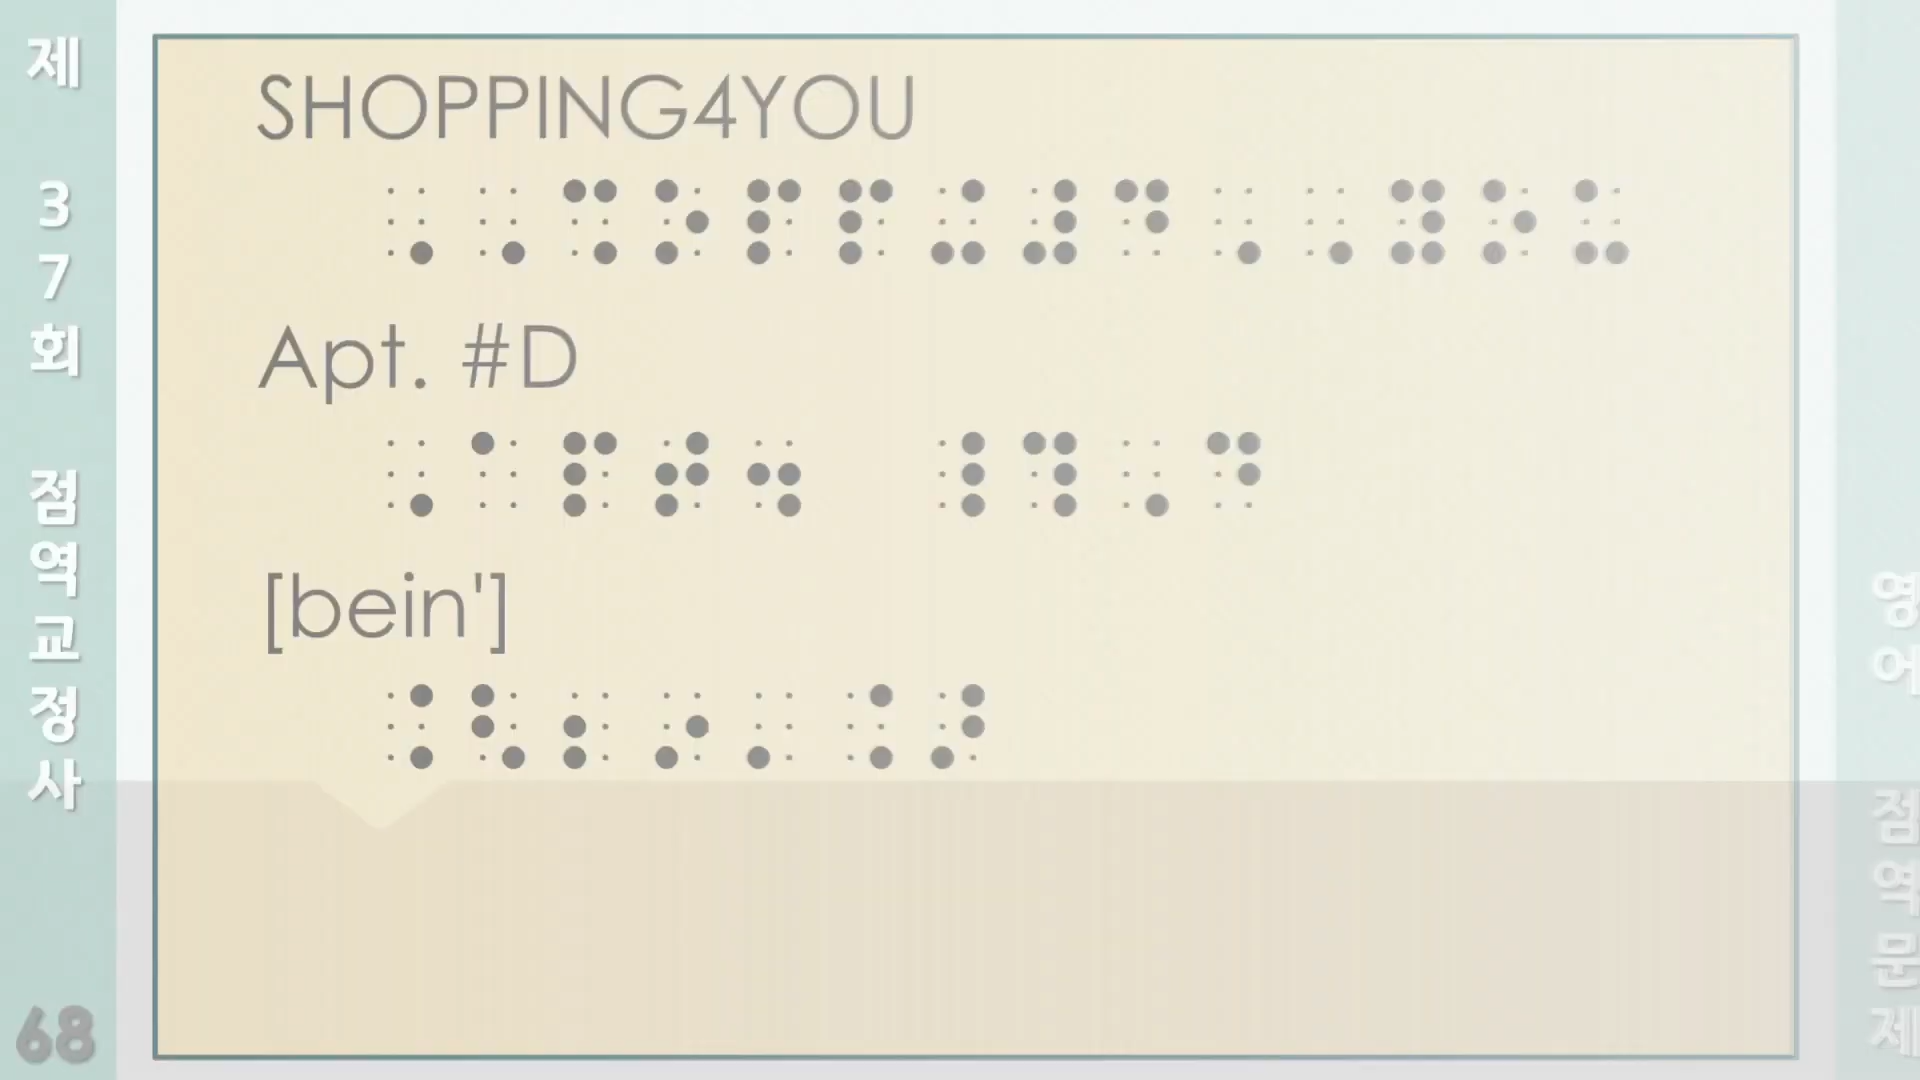 제37회 점역교정사
SHOPPING4YOU
⠠⠠⠩⠕⠏⠏⠬⠼⠙⠠⠠⠽⠕⠥
Apt. #D
⠠⠁⠏⠞⠲ ⠸⠹⠠⠙
[bein']
⠨⠣⠆⠔⠄⠨⠜
영어 점역문제
68